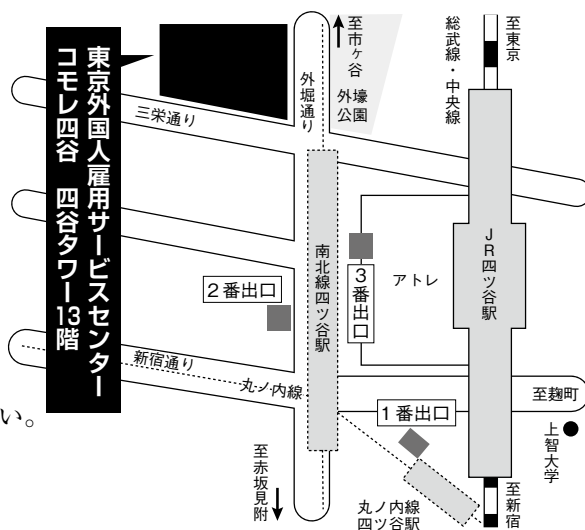 東京外国人雇用サービスセンター
コモレ四谷 四谷タワー13階
三栄通り
外堀通り
至市ヶ谷
外壕
公園
総武線・中央線
至東京
南北線四ツ谷駅
2番出口
3番出口
アトレ
JR四ツ谷駅
新宿通り
丸ノ内線
1番出口
至麹町
上智大学
至赤坂見附
丸ノ内線
四ツ谷駅
至新宿
い。